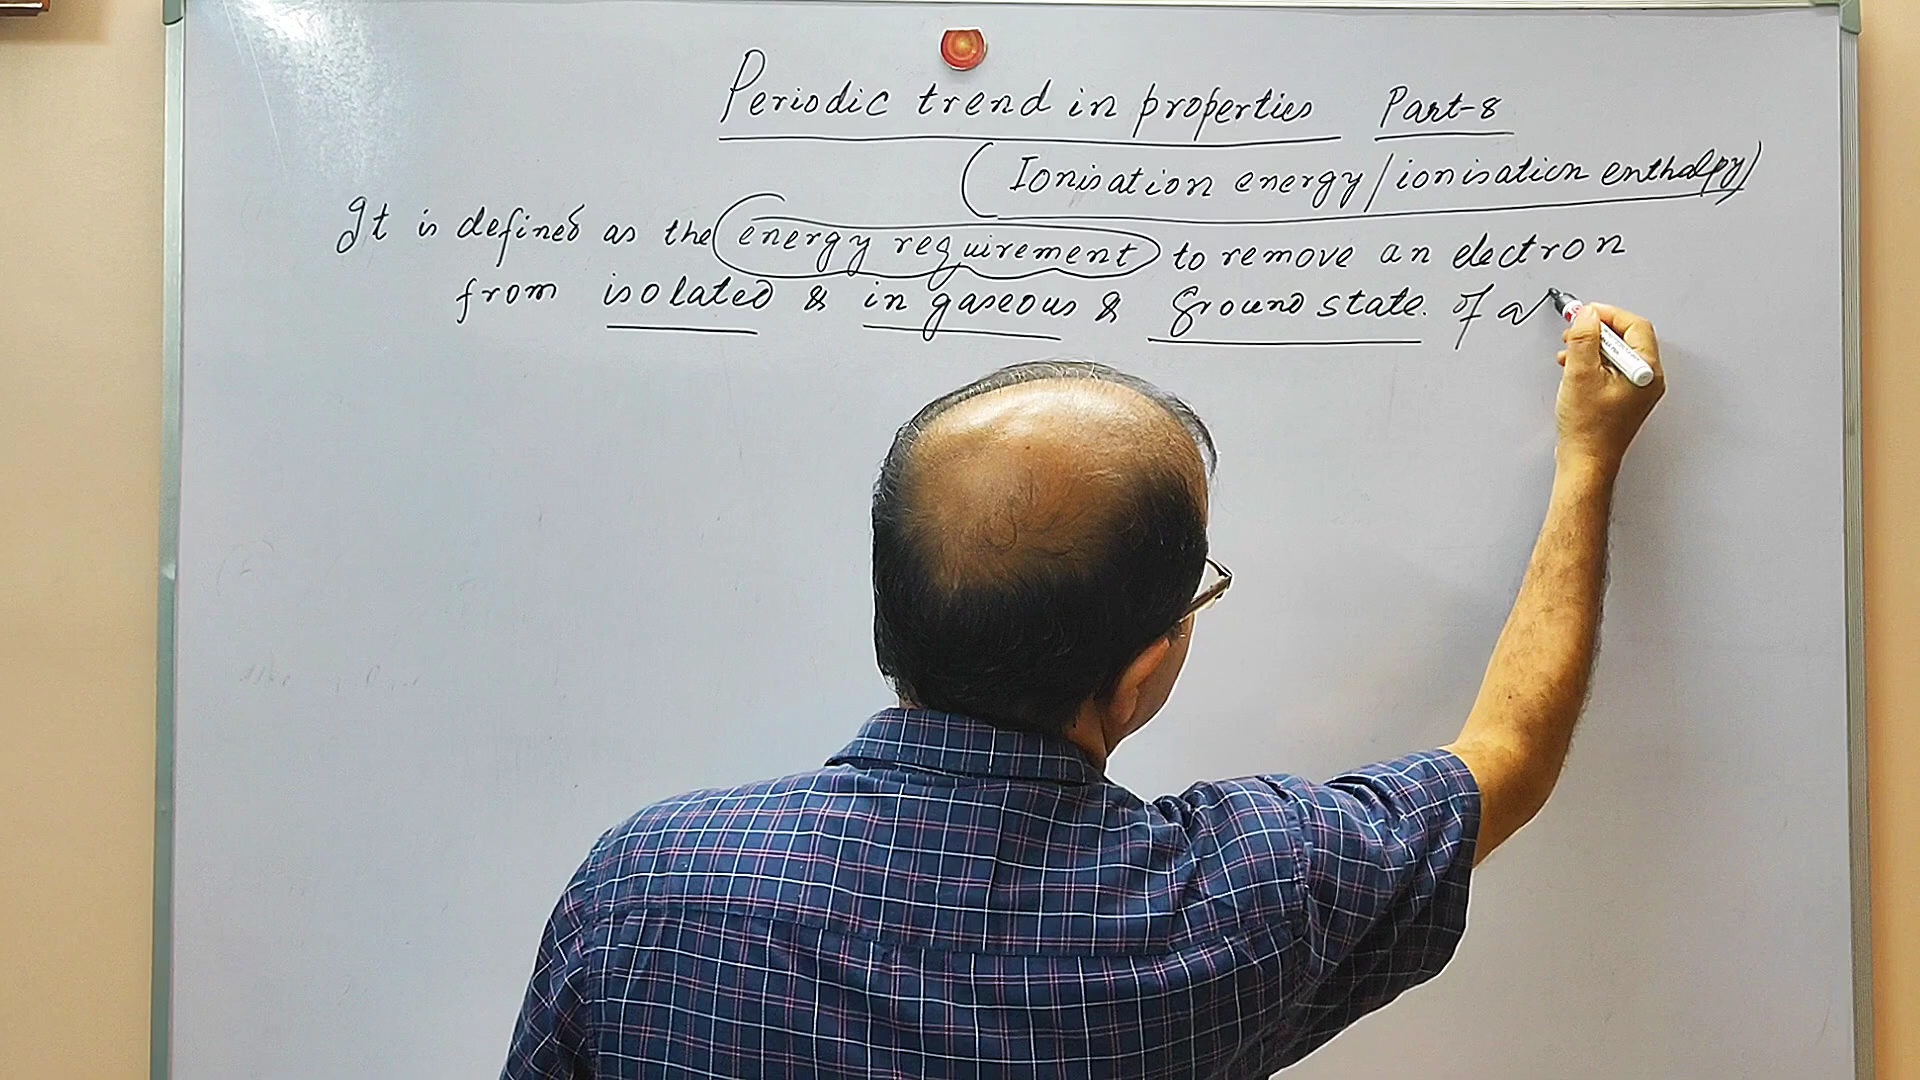 Periodic trend in properties Part-8
(Ionisation energy/ionisation enthalpy)
It is defined as the energy requirement to remove an electron
from isolated & in gaseous & ground state. of